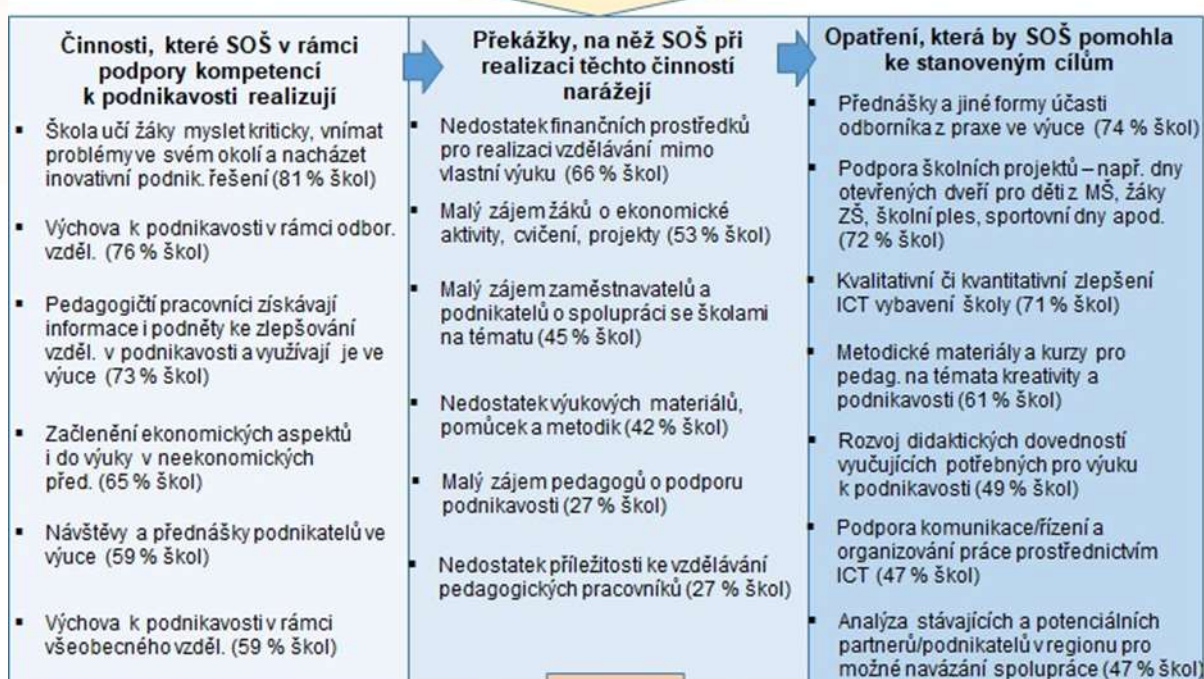 Činnosti, které SOŠ v rámci
podpory kompetencí
k podnikavosti realizují
▪ Škola učí žáky myslet kriticky, vnímat
problémy ve svém okolí a nacházet
inovativní podnik. řešení (81 % škol)
▪ Výchova k podnikavosti v rámci odbor.
vzděl. (76 % škol)
▪ Pedagogičtí pracovníci získávají
informace i podněty ke zlepšování
vzděl. v podnikavosti a využívají je ve
výuce (73 % škol)
▪ Začlenění ekonomických aspektů
i do výuky v neekonomických
před. (65 % škol)
▪ Návštěvy a přednášky podnikatelů ve
výuce (59 % škol)
▪ Výchova k podnikavosti v rámci
všeobecného vzděl. (59 % škol)
Překážky, na něž SOŠ při
realizaci těchto činností
narážejí
▪ Nedostatek finančních prostředků
pro realizaci vzdělávání mimo
vlastní výuku (66 % škol)
▪ Malý zájem žáků o ekonomické
aktivity, cvičení, projekty (53 % škol)
▪ Malý zájem zaměstnavatelů a
podnikatelů o spolupráci se školami
na tématu (45 % škol)
▪ Nedostatek výukových materiálů,
pomůcek a metodik (42 % škol)
▪ Malý zájem pedagogů o podporu
podnikavosti (27 % škol)
▪ Nedostatek příležitosti ke vzdělávání
pedagogických pracovníků (27 % škol)
Opatření, která by SOŠ pomohla
ke stanoveným cílům
▪ Přednášky a jiné formy účasti
odborníka z praxe ve výuce (74 % škol)
▪ Podpora školních projektů – např. dny
otevřených dveří pro děti z MŠ, žáky
ZŠ, školní ples, sportovní dny apod.
(72 % škol)
▪ Kvalitativní či kvantitativní zlepšení
ICT vybavení školy (71 % škol)
▪ Metodické materiály a kurzy pro
pedag. na témata kreativity a
podnikavosti (61 % škol)
▪ Rozvoj didaktických dovedností
vyučujících potřebných pro výuku
k podnikavosti (49 % škol)
▪ Podpora komunikace/řízení a
organizování práce prostřednictvím
ICT (47 % škol)
▪ Analýza stávajících a potenciálních
partnerů/podnikatelů v regionu pro
možné navázání spolupráce (47 % škol)